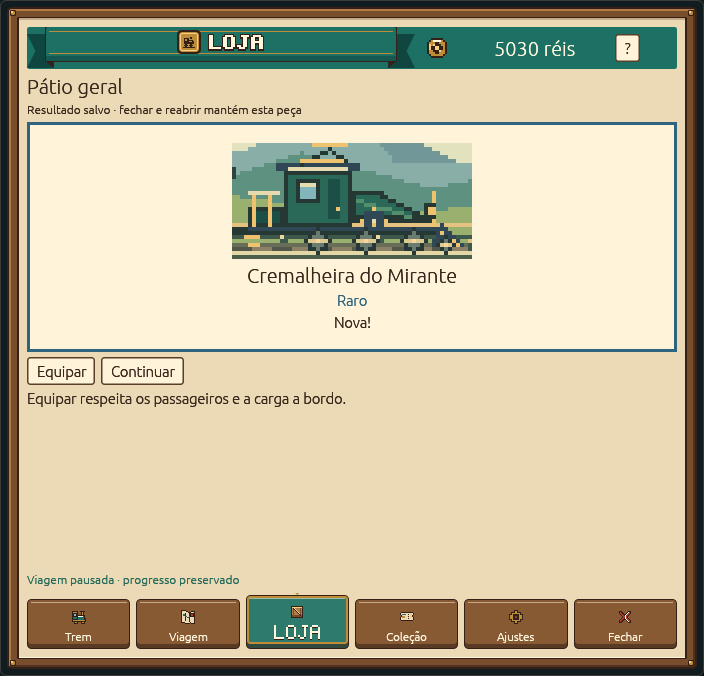 LOJA
5030 réis
?
Pátio geral
Resultado salvo · fechar e reabrir mantém esta peça
Cremalheira do Mirante
Raro
Nova!
Equipar
Continuar
Equipar respeita os passageiros e a carga a bordo.
Viagem pausada · progresso preservado
Trem
Viagem
LOJA
Coleção
Ajustes
Fechar